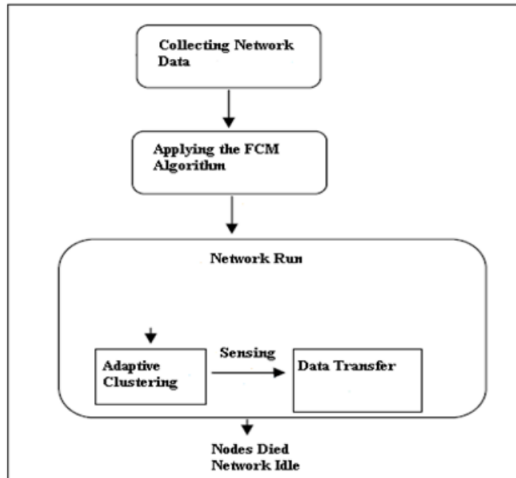 Collecting Network
Data
Applying the FCM
Algorithm
Network Run
Sensing
Adaptive
Clustering
Data Transfer
Nodes Died
Network Idle